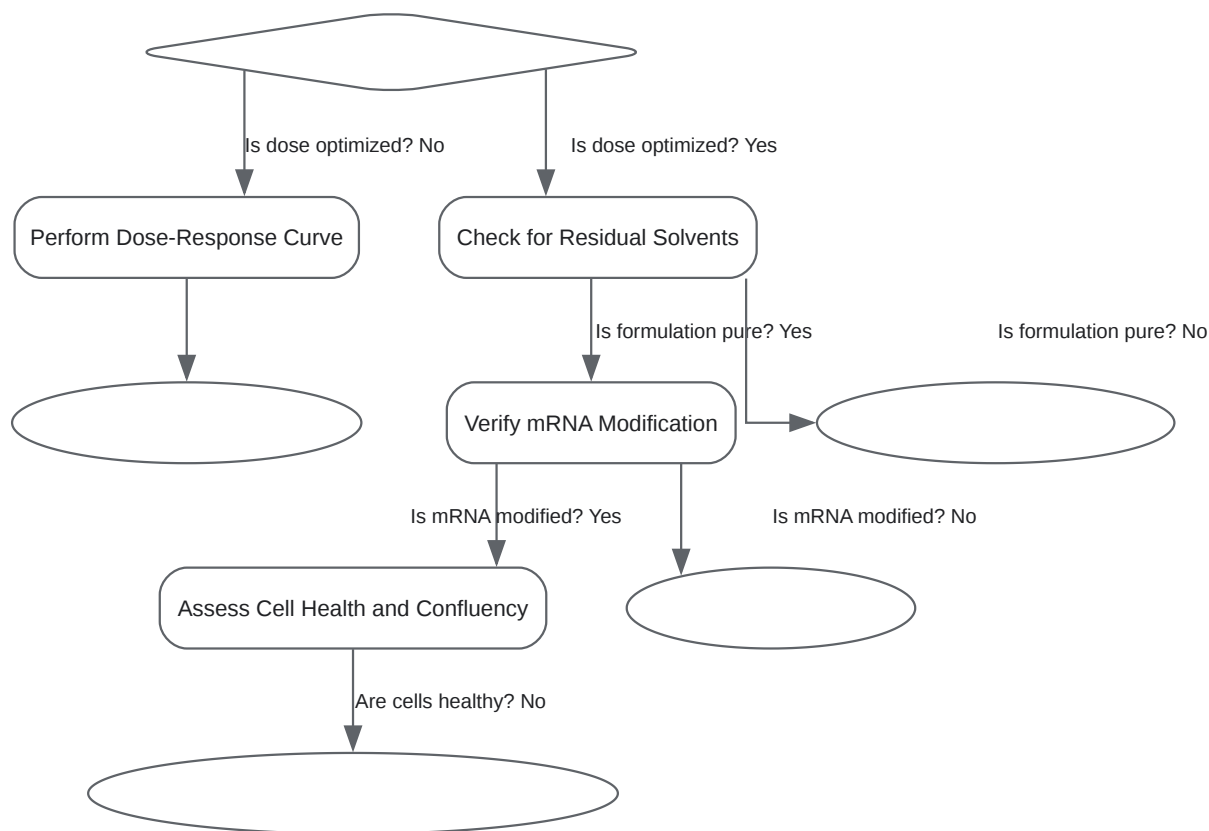 Is dose optimized? No
Is dose optimized? Yes
Perform Dose-Response Curve
Check for Residual Solvents
Is formulation pure? Yes
Is formulation pure? No
Verify mRNA Modification
Is mRNA modified? Yes
Is mRNA modified? No
Assess Cell Health and Confluency
Are cells healthy? No